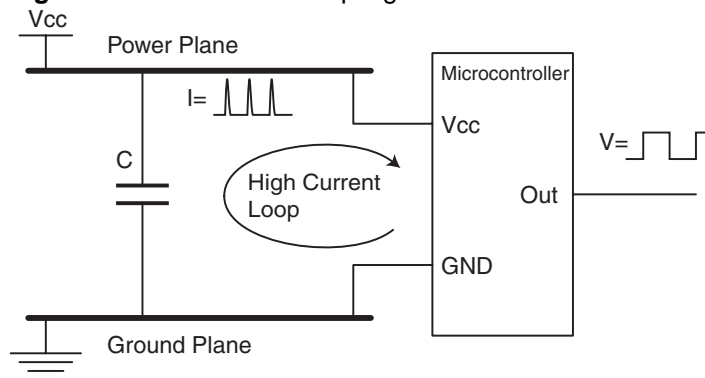 Vcc
Power Plane
I=
Microcontroller
Vcc
V=
C
High Current
Loop
Out
GND
Ground Plane